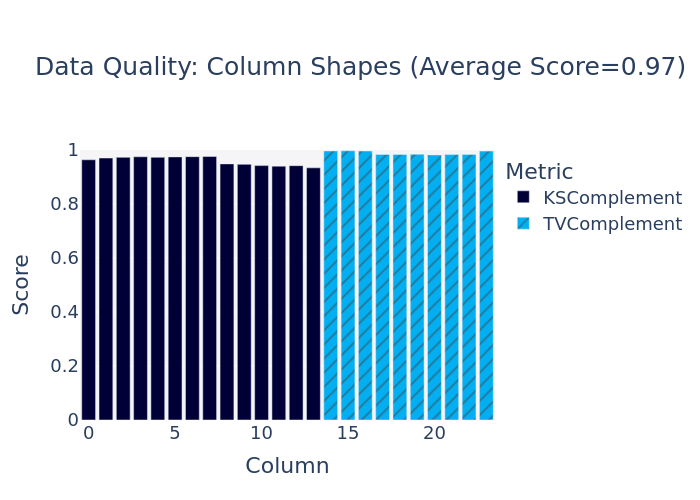 Data Quality: Column Shapes (Average Score=0.97)
1
0.8
0.6
0.4
0.2
0
Score
0 5 10 15 20
Column
Metric
KSComplement
TVComplement